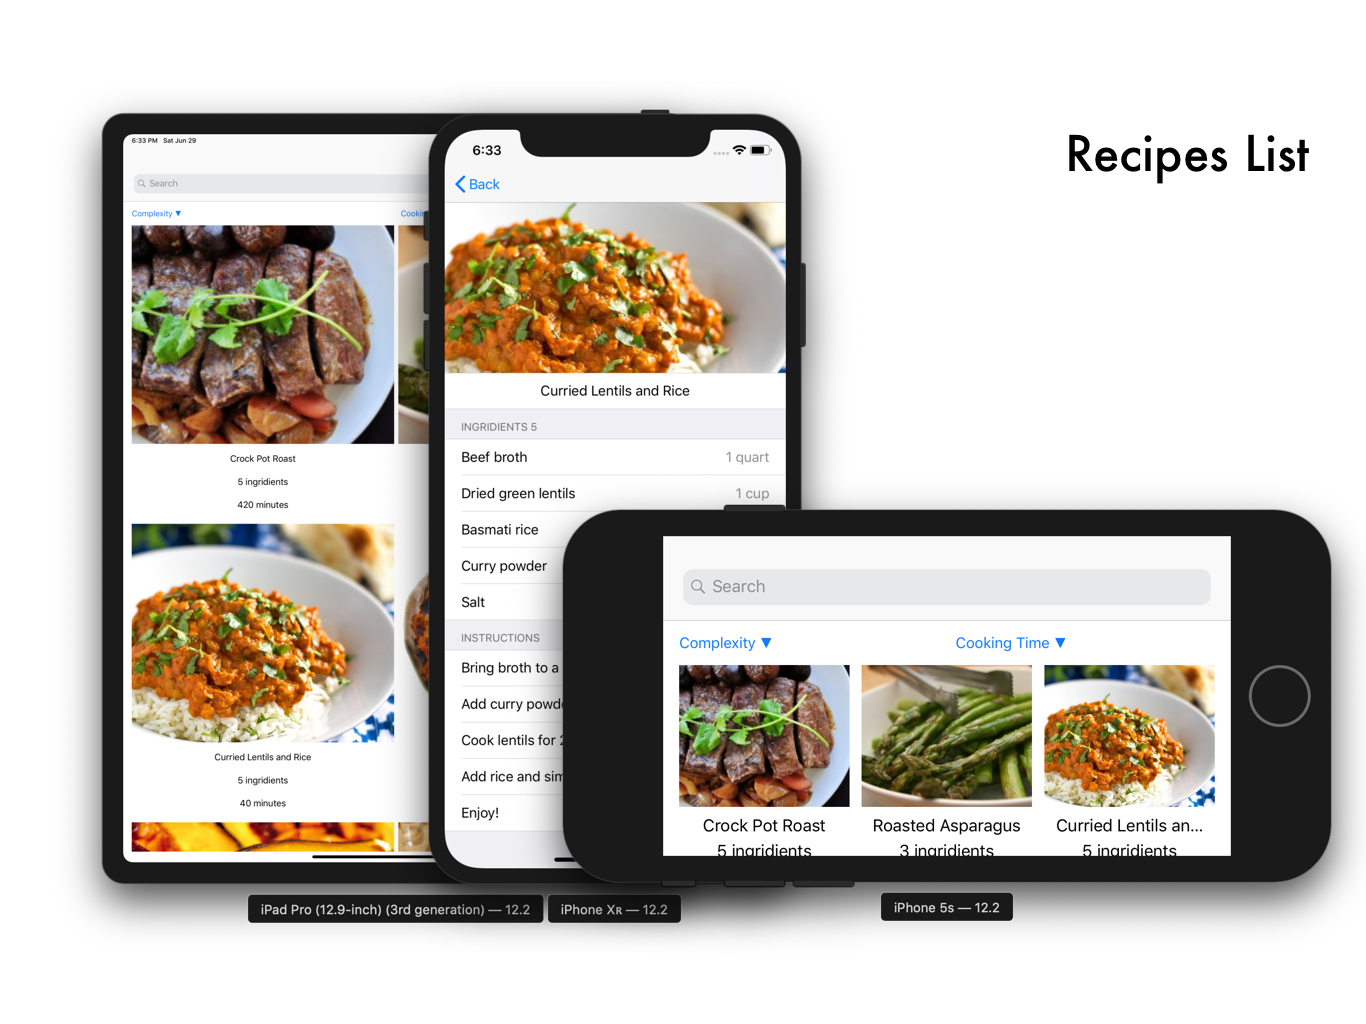 Recipes List
6:33 PM Sat Jun 29
Search
Complexity ▼
Crock Pot Roast
5 ingridients
420 minutes
Curried Lentils and Rice
5 ingridients
40 minutes
6:33
Back
Curried Lentils and Rice
INGRIDIENTS 5
Beef broth 1 quart
Dried green lentils 1 cup
Basmati rice
Curry powder
Salt
INSTRUCTIONS
Bring broth to a
Add curry powd
Cook lentils for
Add rice and sim
Enjoy!
Search
Complexity ▼ Cooking Time ▼
Crock Pot Roast Roasted Asparagus Curried Lentils an...
5 ingridients 3 ingridients 5 ingridients
iPad Pro (12.9-inch) (3rd generation) — 12.2
iPhone XR — 12.2
iPhone 5s — 12.2